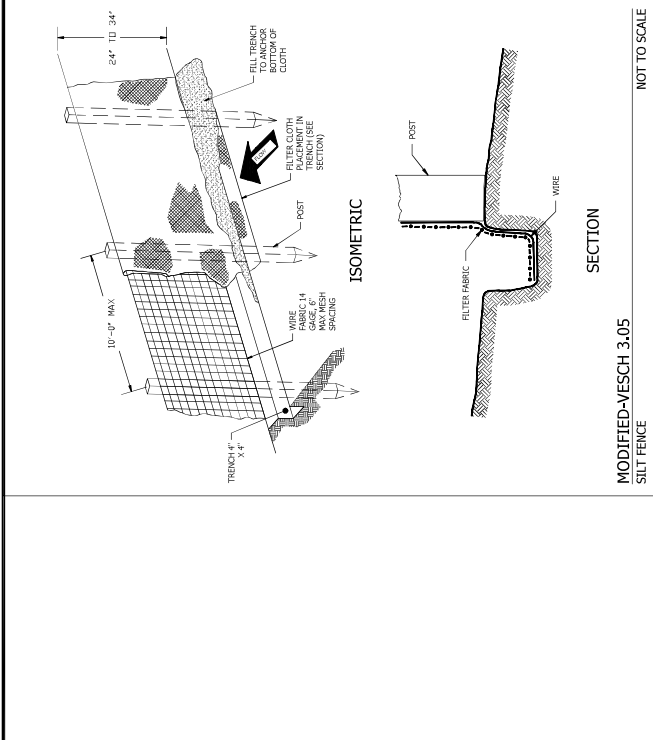 24" TO 34"
10'-0" MAX
FILL TRENCH
TO ANCHOR
BOTTOM OF
CLOTH
FLOW
FILTER CLOTH
PLACEMENT IN
TRENCH (SEE
SECTION)
POST
WIRE
FABRIC 14
GAGE, 6"
MAX MESH
SPACING
TRENCH 4"
X 4"
ISOMETRIC
POST
FILTER FABRIC
WIRE
SECTION
MODIFIED-VESCH 3.05
SILT FENCE
NOT TO SCALE